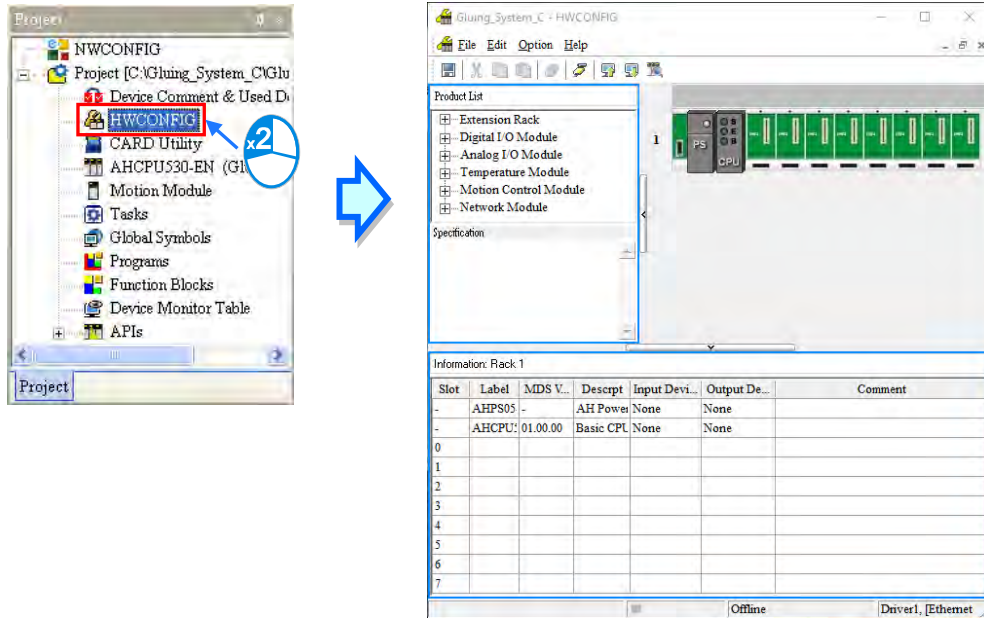 Project
NWCONFIG
Project [C:\Gluing_System_C\Glu
Device Comment & Used D
HWCONFIG
x2
CARD Utility
AHCPU530-EN (Gl
Motion Module
Tasks
Global Symbols
Programs
Function Blocks
Device Monitor Table
APIs
Project
Gluing_System_C - HWCONFIG
File Edit Option Help
Product List
Extension Rack
Digital I/O Module
Analog I/O Module
Temperature Module
Motion Control Module
Network Module
Specification
1
PS
CPU
Information: Rack 1
Slot Label MDS V... Descrpt Input Devi... Output De... Comment
- AHPS05 - AH Power None None
- AHCPU 01.00.00 Basic CPU None None
0
1
2
3
4
5
6
7
Offline Driver1, [Ethernet